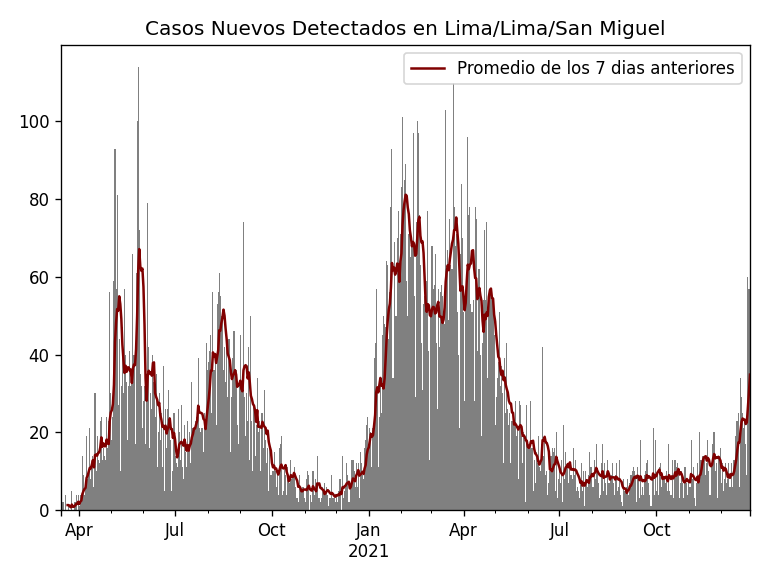 Casos Nuevos Detectados en Lima/Lima/San Miguel
Promedio de los 7 dias anteriores
100
80
60
40
20
0
Apr Jul Oct Jan Apr Jul Oct
2021